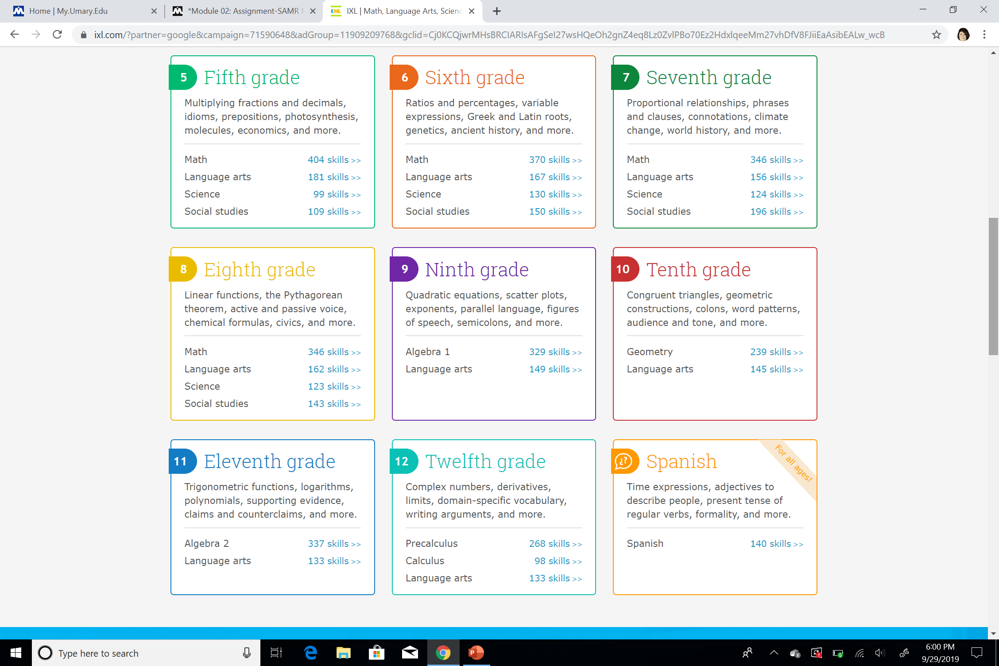 Home | My.Umary.Edu
*Module 02: Assignment-SAMR
IXL | Math, Language Arts, Scienc
ixl.com/?partner=google&campaign=71590648&adGroup=11909209768&gclid=Cj0KCQjwrMHsBRCIARIsAFgSeI27wsHQeOh2gnZ4eq8Lz0ZvlPBo70Ez2HdxlqeeMm27vhDfV8FJiiEaAsibEALw_wcB
5 Fifth grade
Multiplying fractions and decimals,
idioms, prepositions, photosynthesis,
molecules, economics, and more.
Math 404 skills >>
Language arts 181 skills >>
Science 99 skills >>
Social studies 109 skills >>
6 Sixth grade
Ratios and percentages, variable
expressions, Greek and Latin roots,
genetics, ancient history, and more.
Math 370 skills >>
Language arts 167 skills >>
Science 130 skills >>
Social studies 150 skills >>
7 Seventh grade
Proportional relationships, phrases
and clauses, connotations, climate
change, world history, and more.
Math 346 skills >>
Language arts 156 skills >>
Science 124 skills >>
Social studies 196 skills >>
8 Eighth grade
Linear functions, the Pythagorean
theorem, active and passive voice,
chemical formulas, civics, and more.
Math 346 skills >>
Language arts 162 skills >>
Science 123 skills >>
Social studies 143 skills >>
9 Ninth grade
Quadratic equations, scatter plots,
exponents, parallel language, figures
of speech, semicolons, and more.
Algebra 1 329 skills >>
Language arts 149 skills >>
10 Tenth grade
Congruent triangles, geometric
constructions, colons, word patterns,
audience and tone, and more.
Geometry 239 skills >>
Language arts 145 skills >>
11 Eleventh grade
Trigonometric functions, logarithms,
polynomials, supporting evidence,
claims and counterclaims, and more.
Algebra 2 337 skills >>
Language arts 133 skills >>
12 Twelfth grade
Complex numbers, derivatives,
limits, domain-specific vocabulary,
writing arguments, and more.
Precalculus 268 skills >>
Calculus 98 skills >>
Language arts 133 skills >>
¿? Spanish
For all ages!
Time expressions, adjectives to
describe people, present tense of
regular verbs, formality, and more.
Spanish 140 skills >>
Type here to search
6:00 PM
9/29/2019